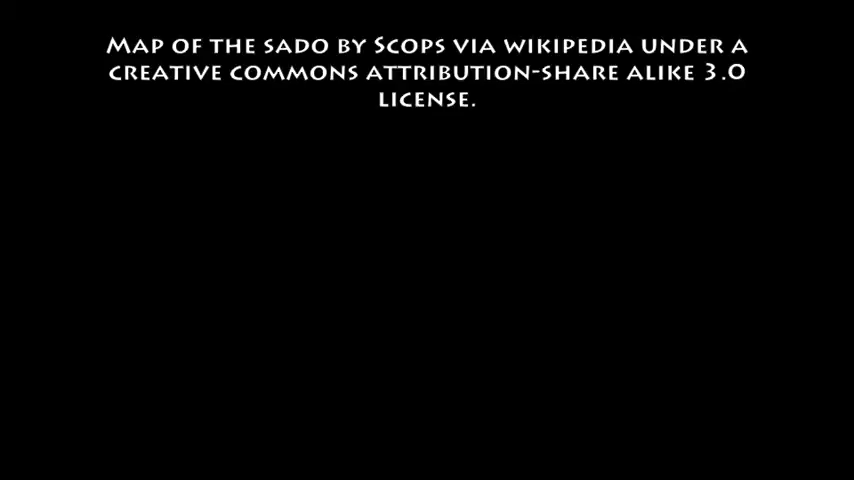 Map of the sado by Scops via wikipedia under a
creative commons attribution-share alike 3.0
license.